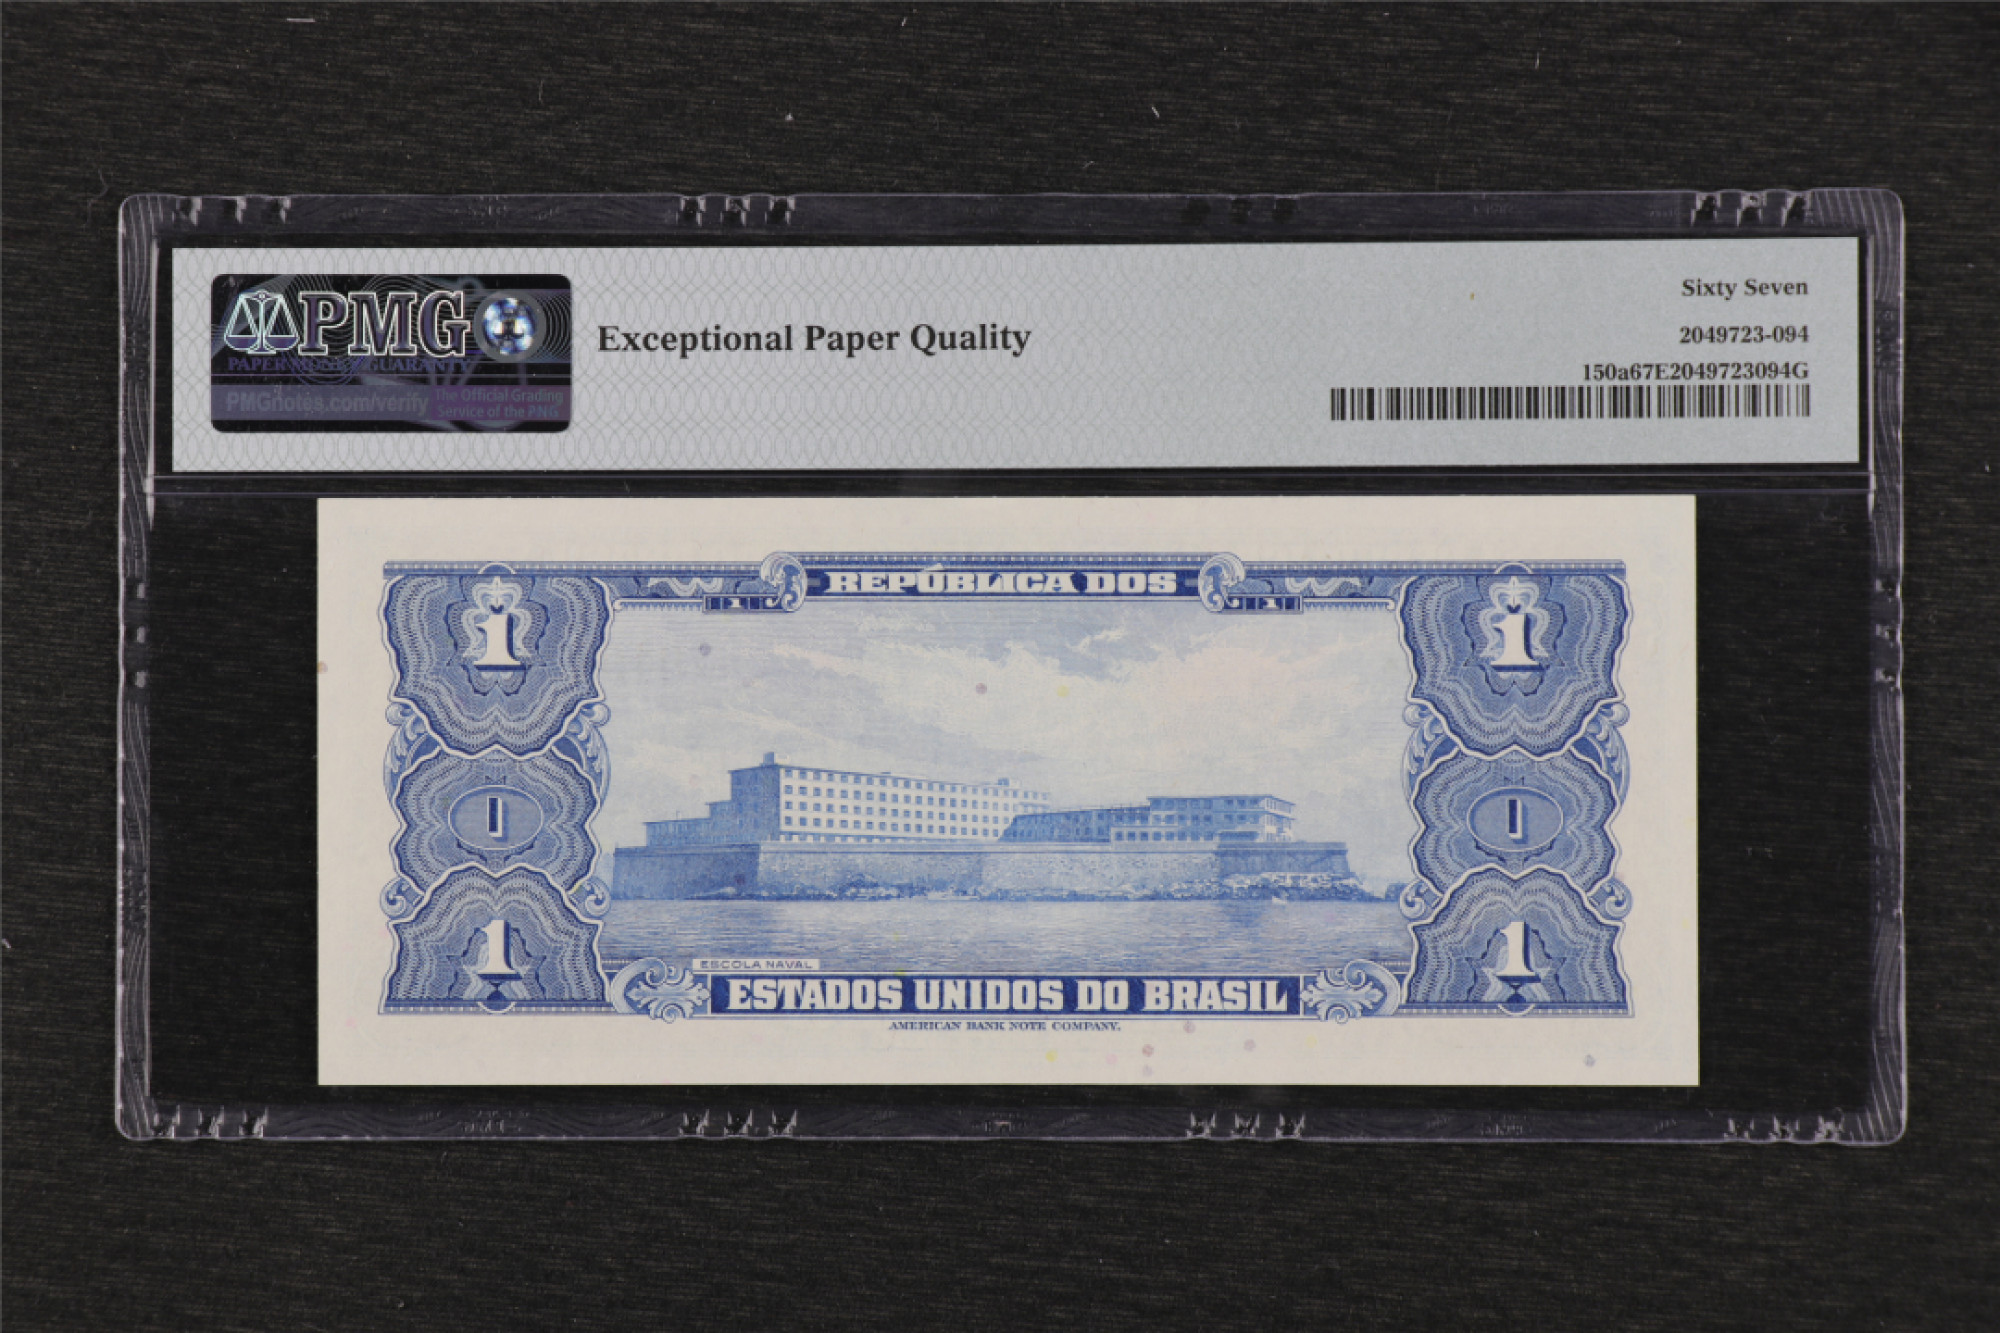 PMG
PAPER MONEY GUARANTY
PMGnotes.com/verify
The Official Grading
Service of the PNG
Exceptional Paper Quality
Sixty Seven
2049723-094
150a67E2049723094G
REPÚBLICA DOS
1 1
1 1
1 1
1 1
ESCOLA NAVAL
ESTADOS UNIDOS DO BRASIL
AMERICAN BANK NOTE COMPANY.